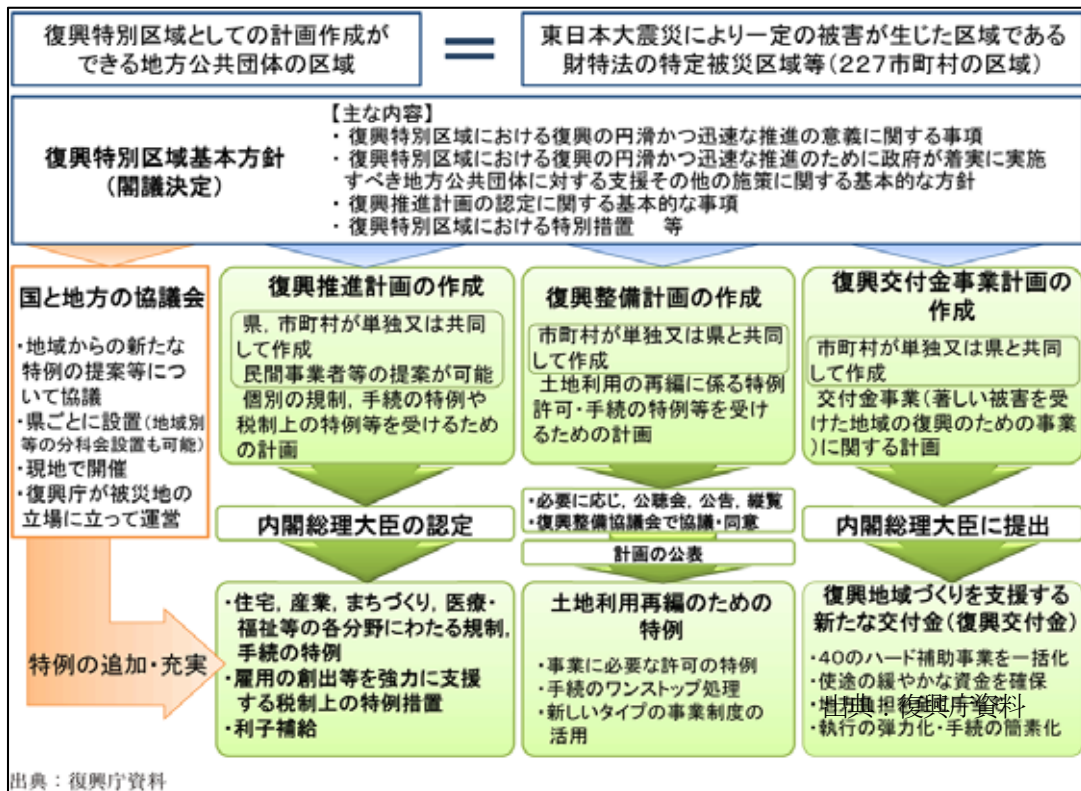 復興特別区域としての計画作成が
できる地方公共団体の区域
=
東日本大震災により一定の被害が生じた区域である
財特法の特定被災区域等(227市町村の区域)
復興特別区域基本方針
(閣議決定)
【主な内容】
・復興特別区域における復興の円滑かつ迅速な推進の意義に関する事項
・復興特別区域における復興の円滑かつ迅速な推進のために政府が着実に実施
すべき地方公共団体に対する支援その他の施策に関する基本的な方針
・復興推進計画の認定に関する基本的な事項
・復興特別区域における特別措置 等
国と地方の協議会
・地域からの新たな
特例の提案等につ
いて協議
・県ごとに設置(地域別
等の分科会設置も可能)
・現地で開催
・復興庁が被災地の
立場に立って運営
特例の追加・充実
復興推進計画の作成
県,市町村が単独又は共同
して作成
民間事業者等の提案が可能
個別の規制,手続の特例や
税制上の特例等を受けるため
の計画
内閣総理大臣の認定
・住宅,産業,まちづくり,医療・
福祉等の各分野にわたる規制,
手続の特例
・雇用の創出等を強力に支援
する税制上の特例措置
・利子補給
復興整備計画の作成
市町村が単独又は県と共同
して作成
土地利用の再編に係る特例
許可・手続の特例等を受け
るための計画
・必要に応じ,公聴会,公告,縦覧
・復興整備協議会で協議・同意
計画の公表
土地利用再編のための
特例
・事業に必要な許可の特例
・手続のワンストップ処理
・新しいタイプの事業制度の
活用
復興交付金事業計画の
作成
市町村が単独又は県と共同
して作成
交付金事業(著しい被害を受
けた地域の復興のための事業
)に関する計画
内閣総理大臣に提出
復興地域づくりを支援する
新たな交付金(復興交付金)
・40のハード補助事業を一括化
・使途の緩やかな資金を確保
出典:復興庁資料
・執行の弾力化・手続の簡素化
出典:復興庁資料